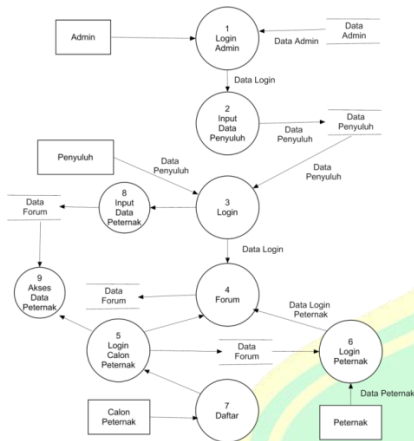 1
Login
Admin
Admin
Data Admin
Data
Admin
Data Login
2
Input
Data
Penyuluh
Data
Penyuluh
Data
Penyuluh
Penyuluh
Data
Penyuluh
Data
Penyuluh
Data
Forum
8
Input
Data
Peternak
3
Login
Data Login
9
Akses
Data
Peternak
Data
Forum
4
Forum
Data Login
Peternak
5
Login
Calon
Peternak
Data
Forum
6
Login
Peternak
Calon
Peternak
7
Daftar
Data Peternak
Peternak